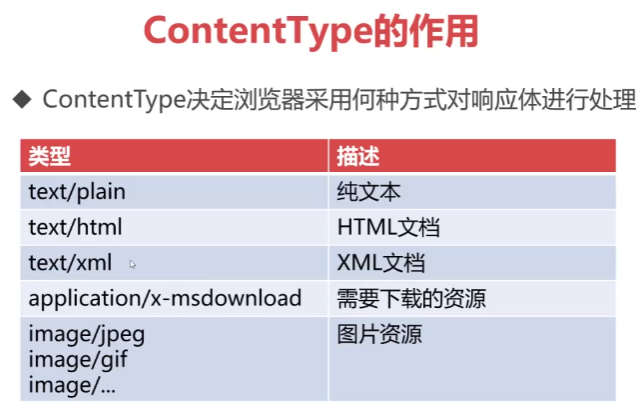 ContentType的作用
◆ ContentType决定浏览器采用何种方式对响应体进行处理
类型 描述
text/plain 纯文本
text/html HTML文档
text/xml XML文档
application/x-msdownload 需要下载的资源
image/jpeg 图片资源
image/gif
image/...